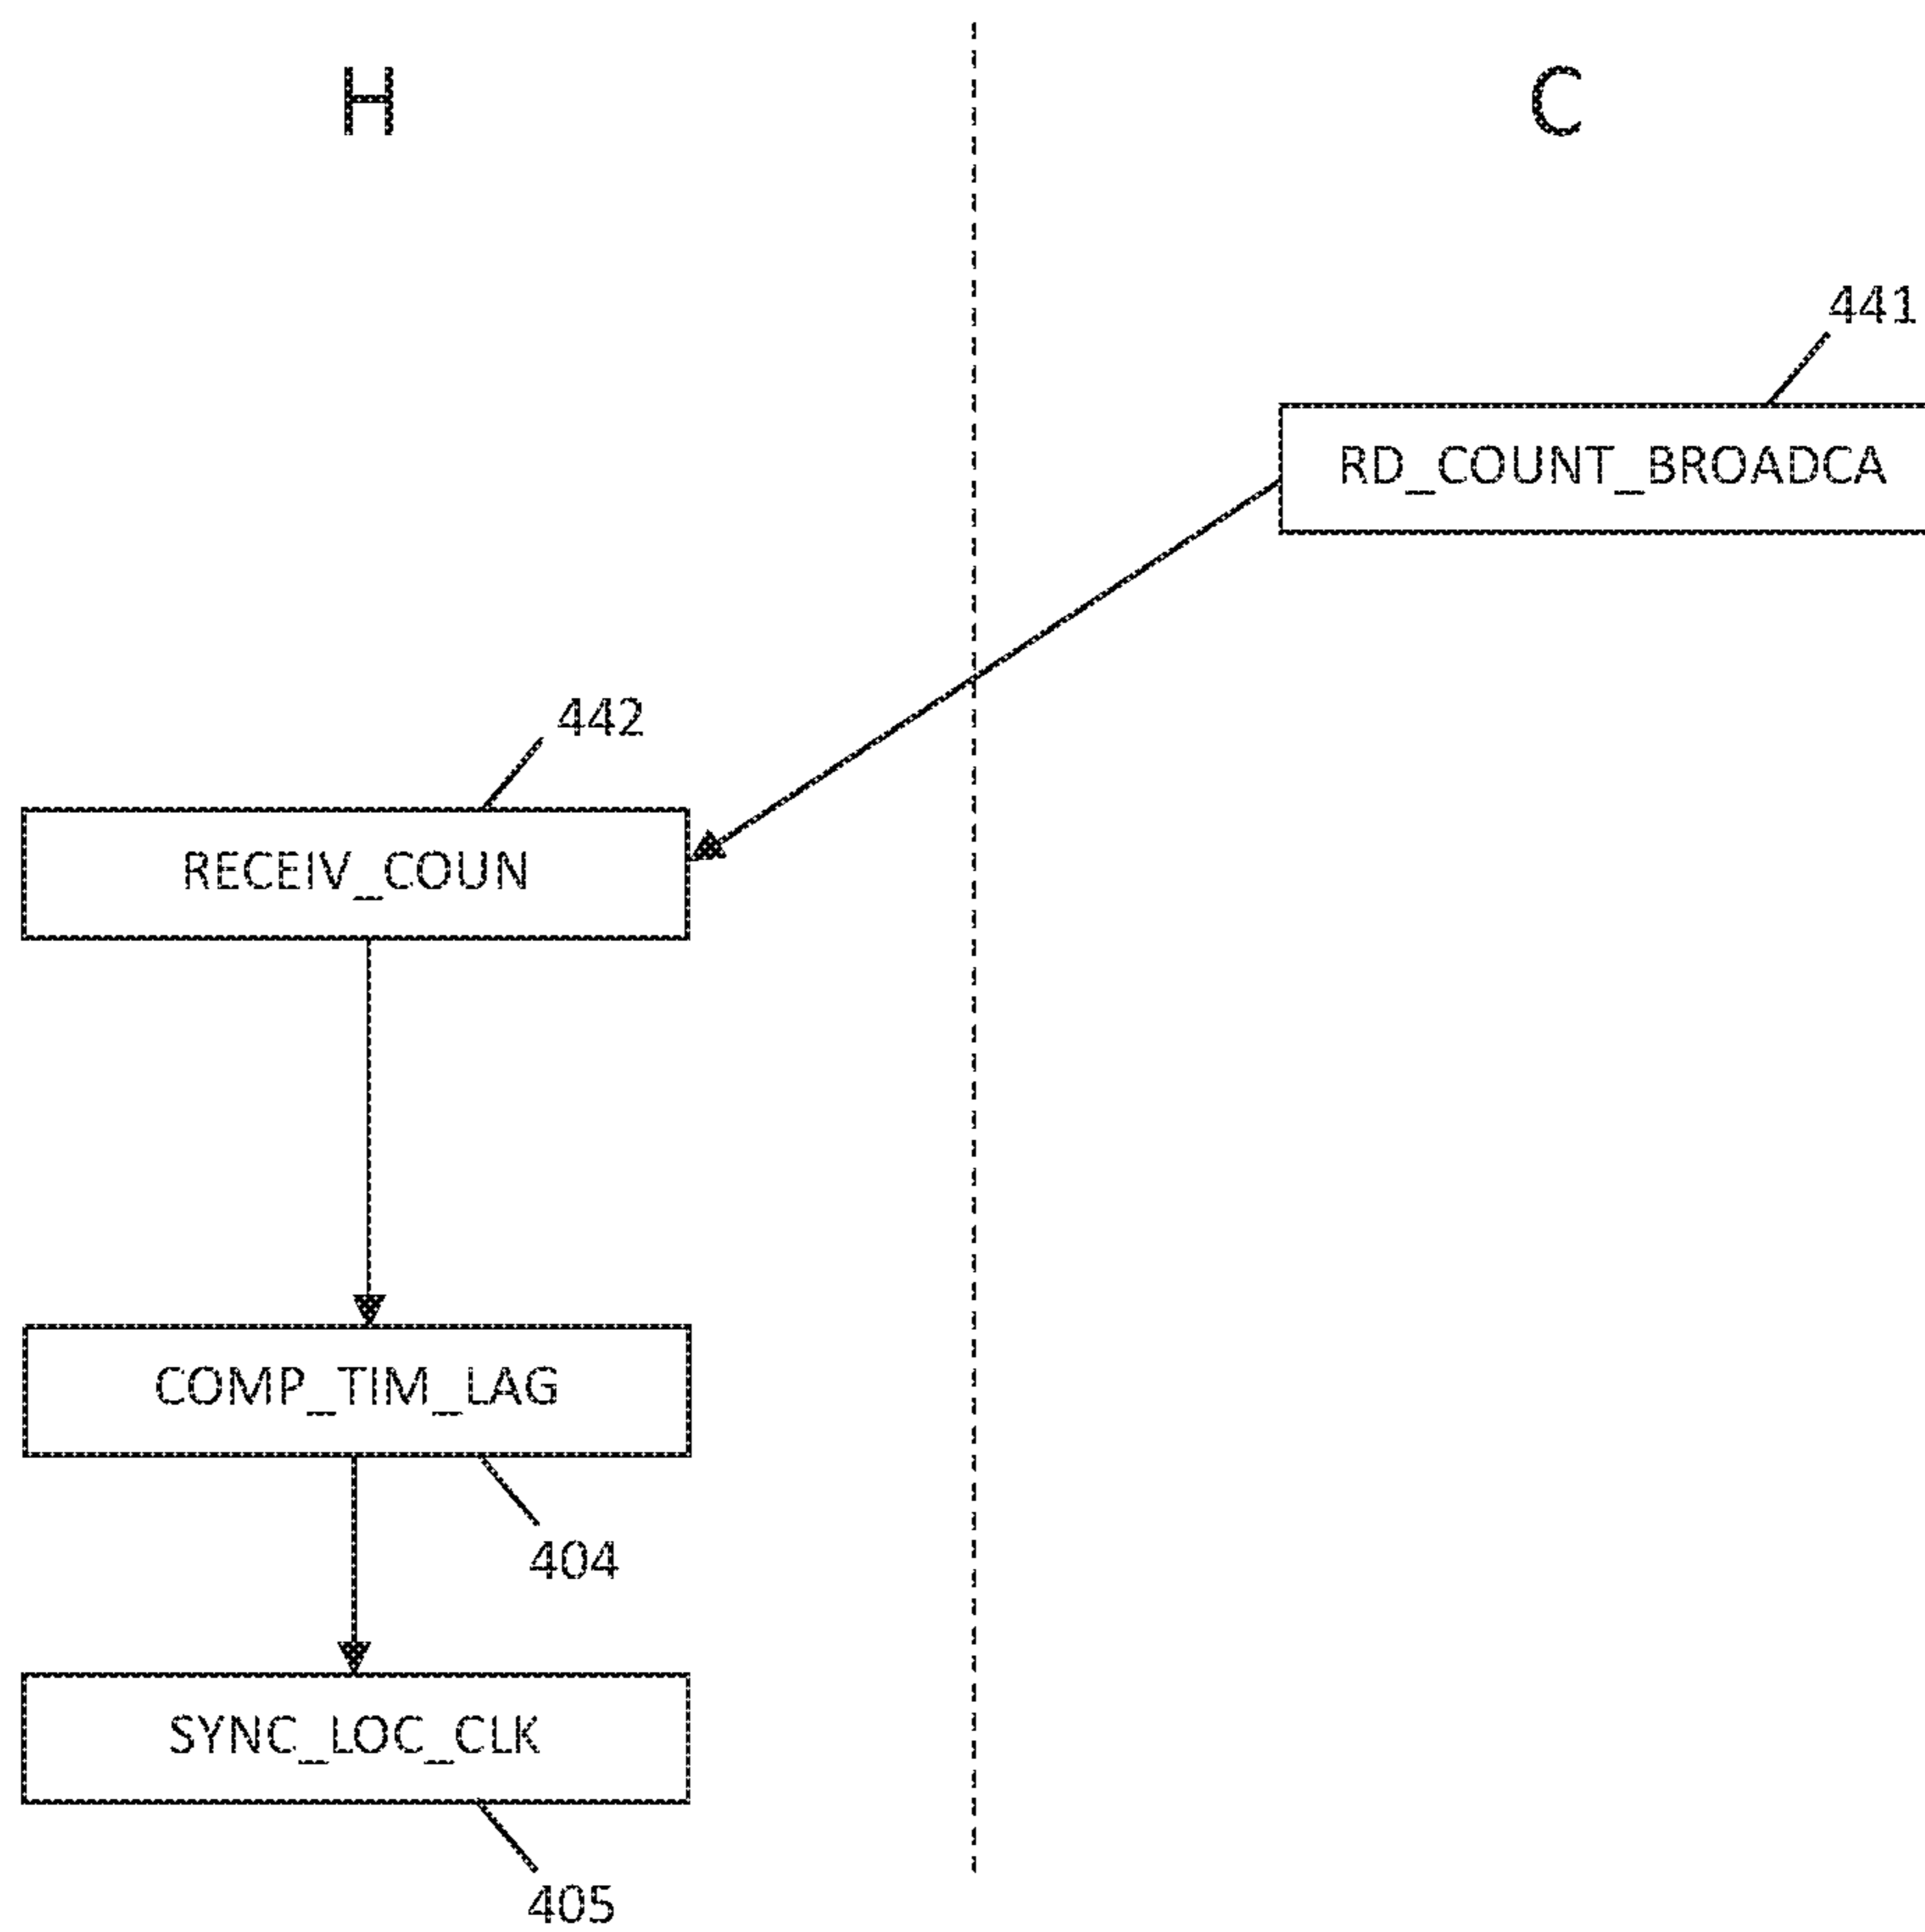 H
C
441
RD_COUNT_BROADCA
442
RECEIV_COUN
COMP_TIM_LAG
404
SYNC_LOC_CLK
405